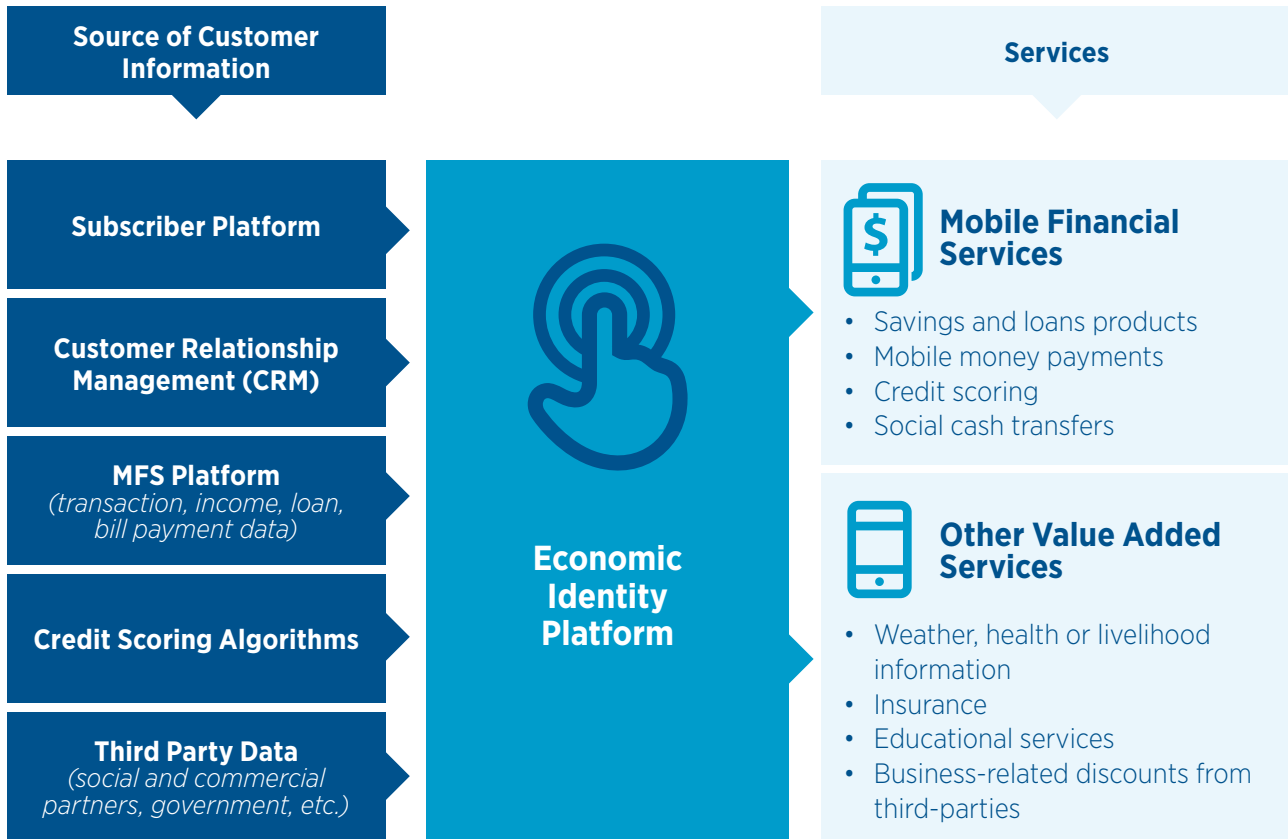 Source of Customer
Information
Services
Subscriber Platform
Customer Relationship
Management (CRM)
MFS Platform
(transaction, income, loan,
bill payment data)
Credit Scoring Algorithms
Third Party Data
(social and commercial
partners, government, etc.)
Economic
Identity
Platform
$
Mobile Financial
Services
• Savings and loans products
• Mobile money payments
• Credit scoring
• Social cash transfers
Other Value Added
Services
• Weather, health or livelihood
information
• Insurance
• Educational services
• Business-related discounts from
third-parties